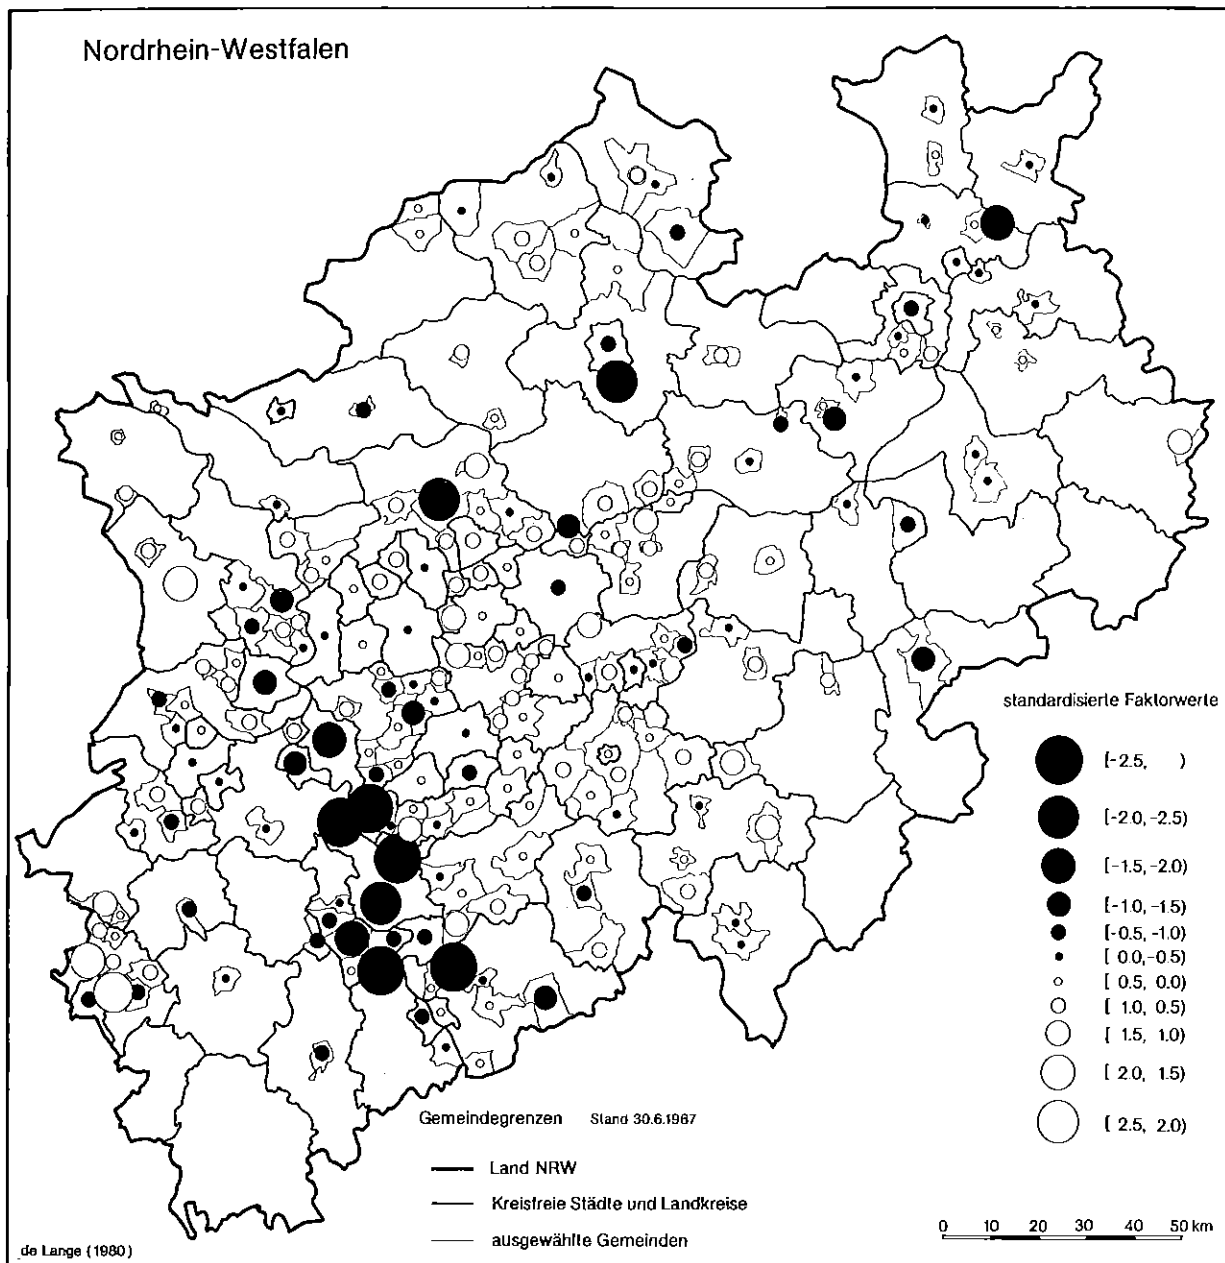 Nordrhein-Westfalen
standardisierte Faktorwerte
[-2.5, )
[-2.0, -2.5)
[-1.5, -2.0)
[-1.0, -1.5)
[-0.5, -1.0)
[ 0.0, -0.5)
[ 0.5, 0.0)
[ 1.0, 0.5)
[ 1.5, 1.0)
[ 2.0, 1.5)
[ 2.5, 2.0)
Gemeindegrenzen Stand 30.6.1967
Land NRW
Kreisfreie Städte und Landkreise
ausgewählte Gemeinden
0 10 20 30 40 50 km
de Lange (1980)